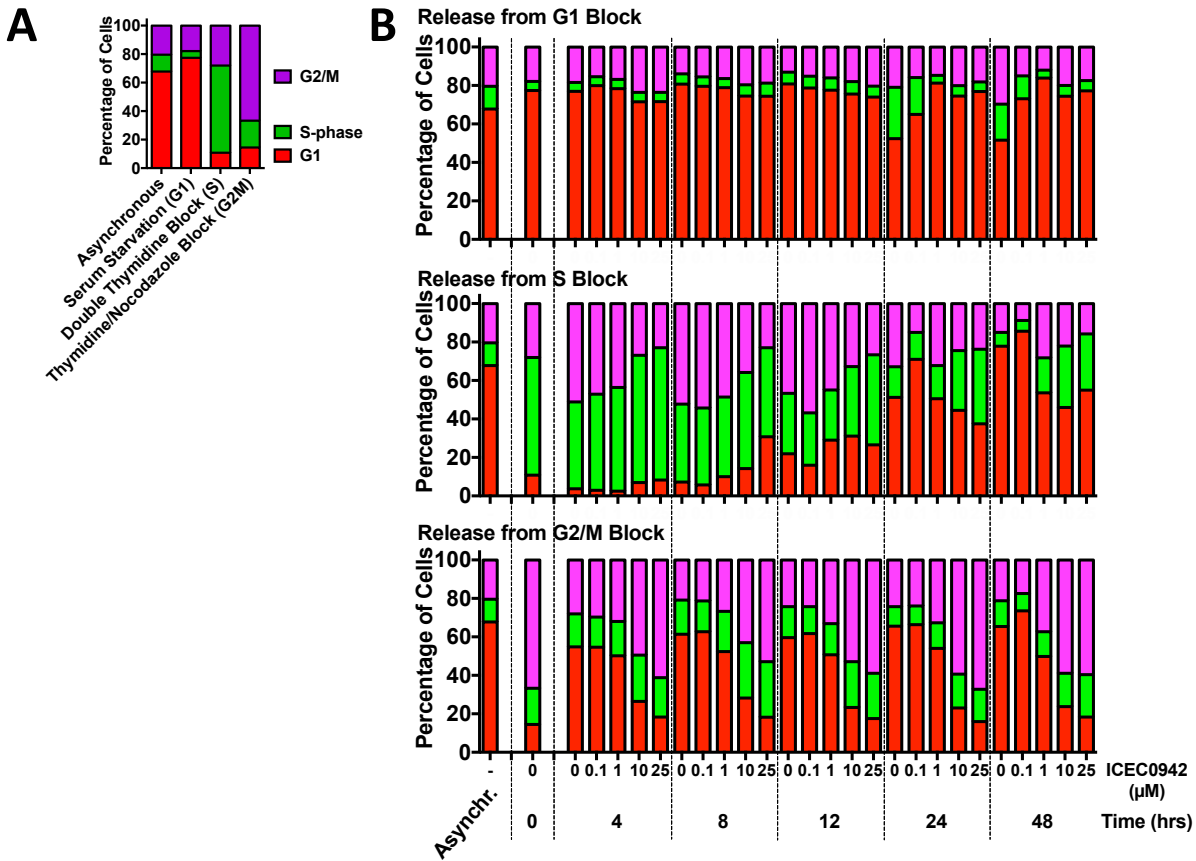 A
Percentage of Cells
100
80
60
40
20
0
G2/M
S-phase
G1
Asynchronous
Serum Starvation (G1)
Double Thymidine Block (S)
Thymidine/Nocodazole Block (G2M)
B
Release from G1 Block
Percentage of Cells
100
80
60
40
20
0
Release from S Block
Percentage of Cells
100
80
60
40
20
0
Release from G2/M Block
Percentage of Cells
100
80
60
40
20
0
- 0 0 0.1 1 10 25 0 0.1 1 10 25 0 0.1 1 10 25 0 0.1 1 10 25 0 0.1 1 10 25 ICEC0942
(μM)
Asynchr. 0 4 8 12 24 48 Time (hrs)